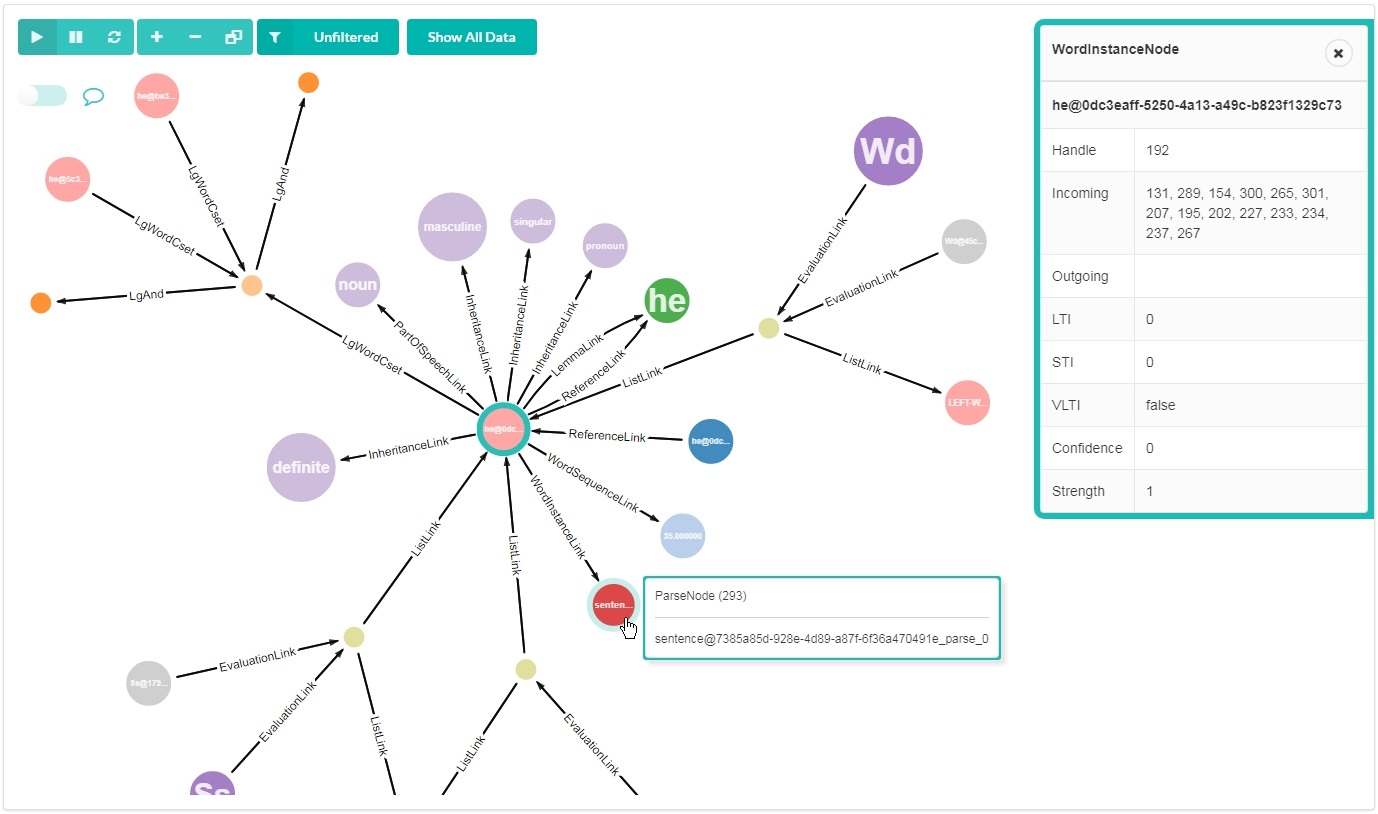 Unfiltered
Show All Data
WordInstanceNode
he@0dc3eaff-5250-4a13-a49c-b823f1329c73
Handle 192
Incoming 131, 289, 154, 300, 265, 301,
207, 195, 202, 227, 233, 234,
237, 267
Outgoing
LTI 0
STI 0
VLTI false
Confidence 0
Strength 1
he@be3...
he@5c3...
LgWordCset
LgAnd
LgWordCset
LgAnd
LgWordCset
masculine
singular
pronoun
noun
he
Wd
Wd@45c...
EvaluationLink
EvaluationLink
PartOfSpeechLink
InheritanceLink
InheritanceLink
InheritanceLink
LemmaLink
ReferenceLink
ListLink
ListLink
LEFT-W...
he@0dc...
ReferenceLink
he@0dc...
InheritanceLink
definite
WordSequenceLink
WordInstanceLink
35.000000
ListLink
ListLink
senten...
ParseNode (293)
sentence@7385a85d-928e-4d89-a87f-6f36a470491e_parse_0
EvaluationLink
Ss@173...
EvaluationLink
ListLink
ListLink
EvaluationLink
Ss